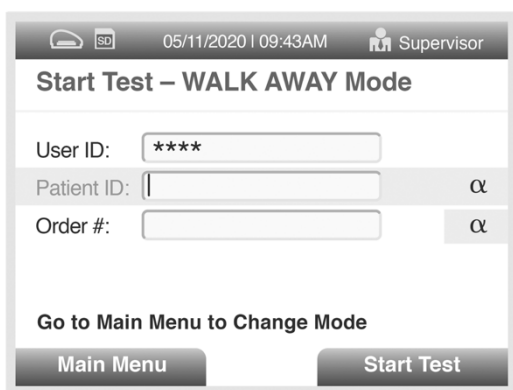 SD 05/11/2020 | 09:43AM Supervisor
Start Test – WALK AWAY Mode
User ID: ****
Patient ID: α
Order #: α
Go to Main Menu to Change Mode
Main Menu Start Test